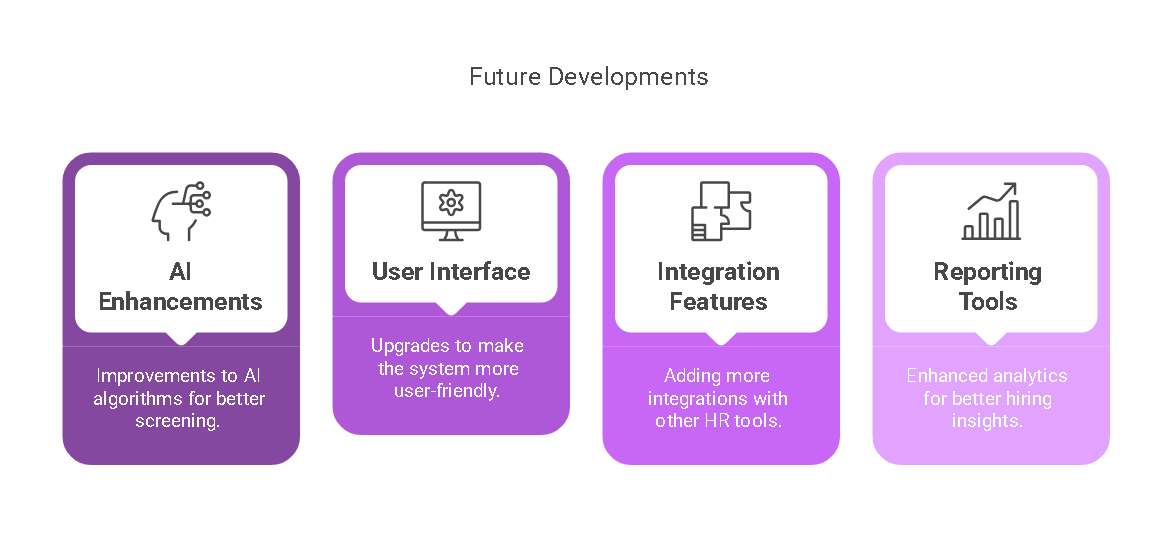 Future Developments
AI
Enhancements
Improvements to AI
algorithms for better
screening.
User Interface
Upgrades to make
the system more
user-friendly.
Integration
Features
Adding more
integrations with
other HR tools.
Reporting
Tools
Enhanced analytics
for better hiring
insights.